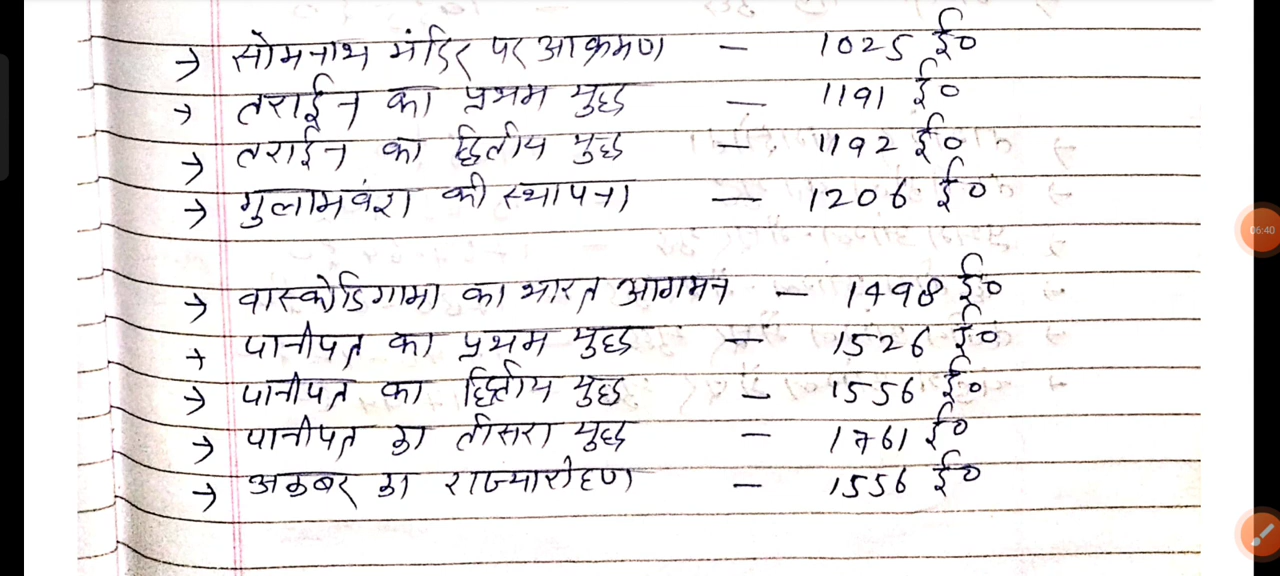 → सोमनाथ मंदिर पर आक्रमण — 1025 ई०
→ तराईन का प्रथम युद्ध — 1191 ई०
→ तराईन का द्वितीय युद्ध — 1192 ई०
→ गुलामवंश की स्थापना — 1206 ई०
→ वास्कोडिगामा का भारत आगमन — 1498 ई०
→ पानीपत का प्रथम युद्ध — 1526 ई०
→ पानीपत का द्वितीय युद्ध — 1556 ई०
→ पानीपत का तीसरा युद्ध — 1761 ई०
→ अकबर का राज्यारोहण — 1556 ई०
06:40